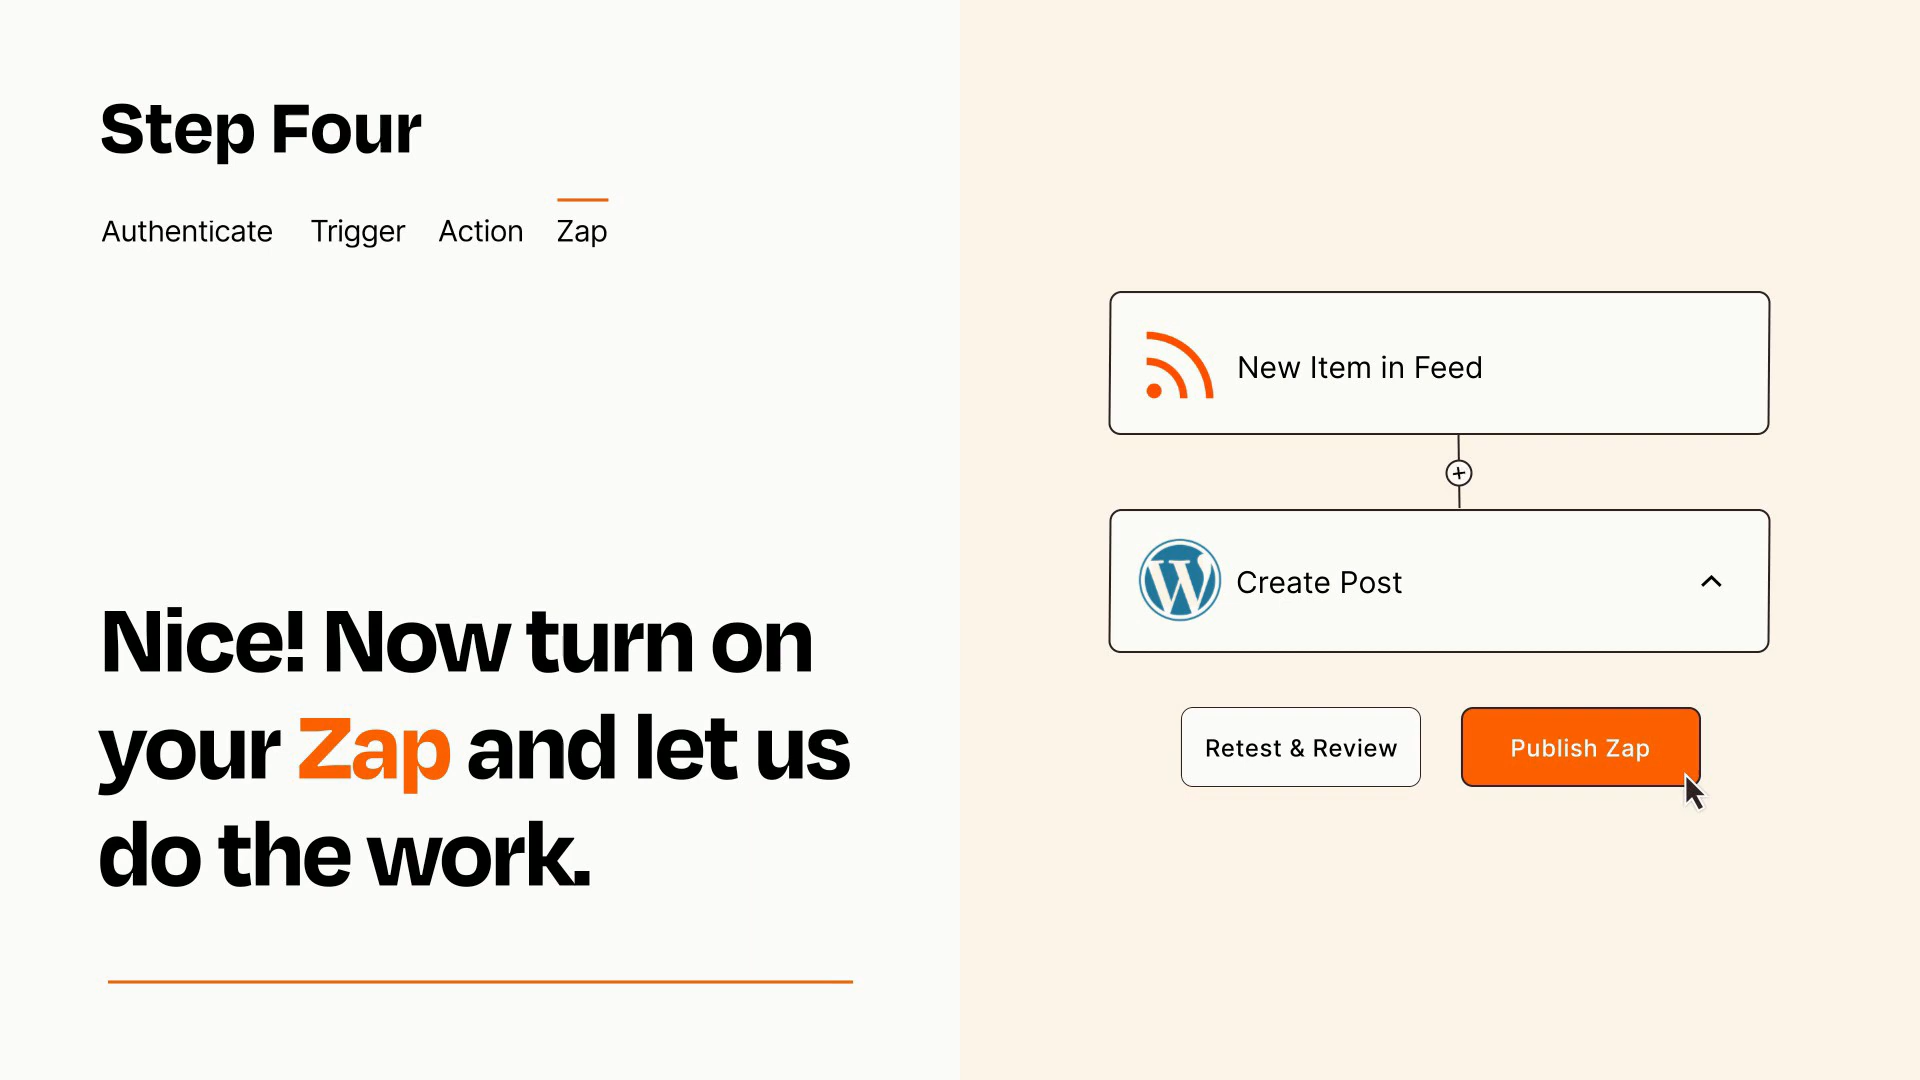 Step Four
Authenticate Trigger Action Zap
Nice! Now turn on
your Zap and let us
do the work.
New Item in Feed
Create Post
Retest & Review
Publish Zap